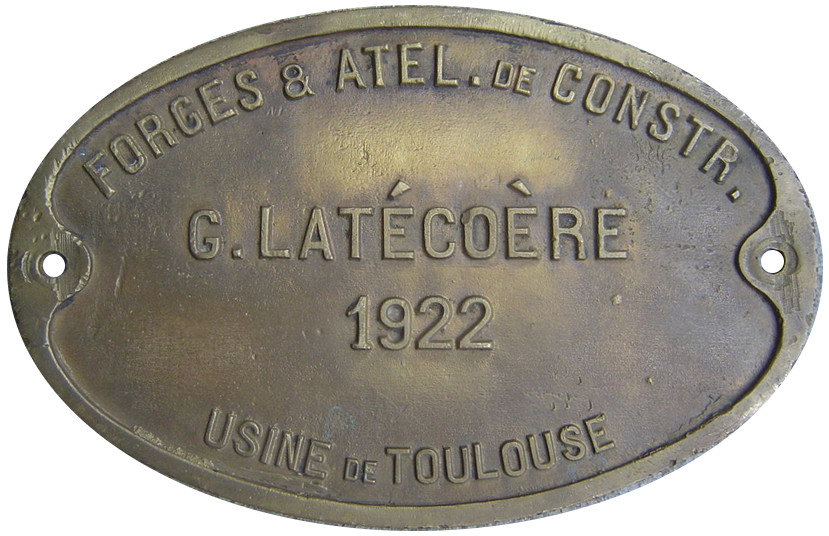 FORGES & ATEL. DE CONSTR.
G. LATÉCOÈRE
1922
USINE DE TOULOUSE